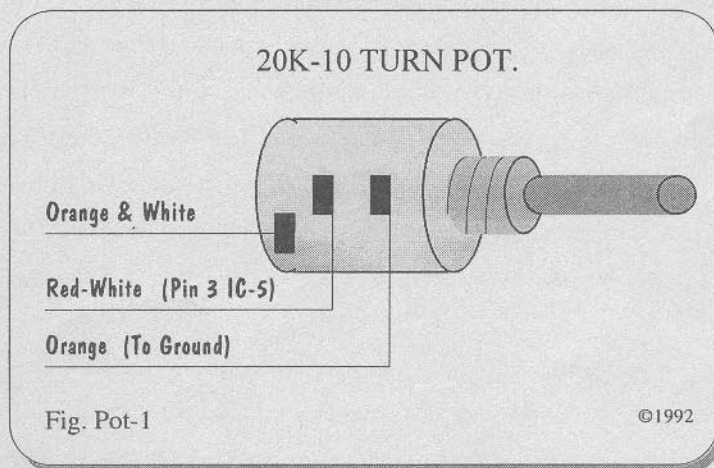 20K-10 TURN POT.
Orange & White
Red-White (Pin 3 IC-5)
Orange (To Ground)
Fig. Pot-1
©1992